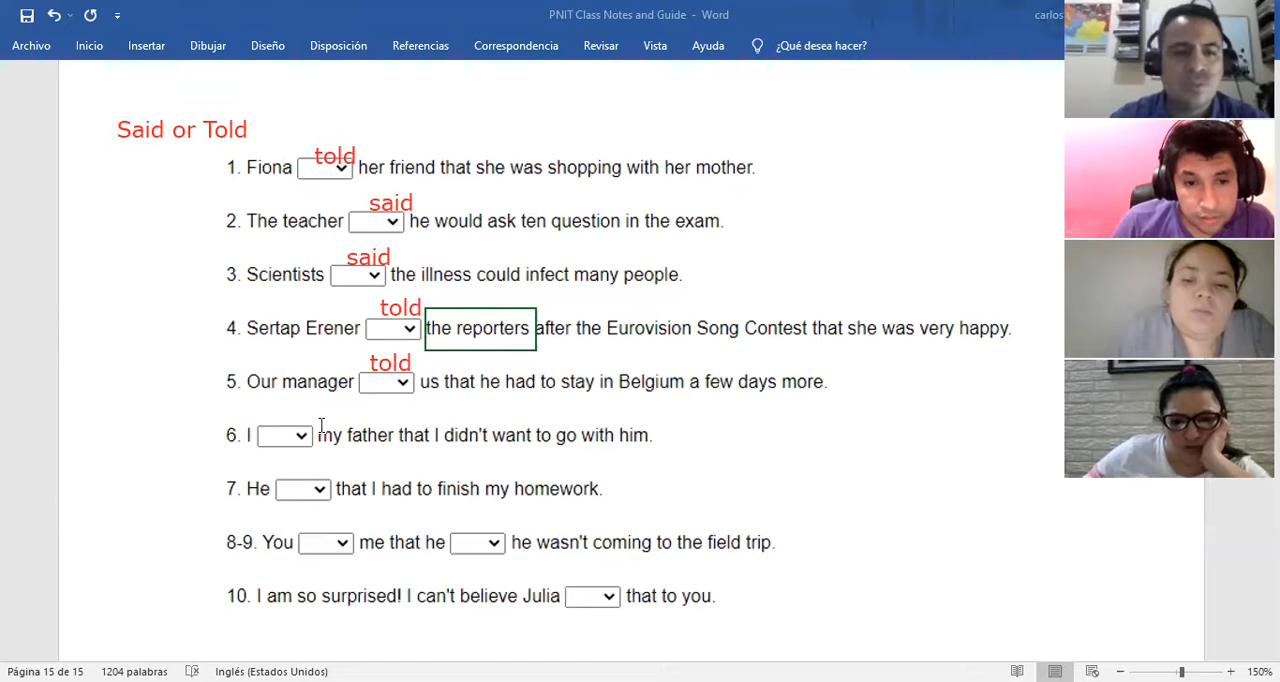 PNIT Class Notes and Guide - Word
carlos
Archivo Inicio Insertar Dibujar Diseño Disposición Referencias Correspondencia Revisar Vista Ayuda ¿Qué desea hacer?
Said or Told
told
1. Fiona her friend that she was shopping with her mother.
said
2. The teacher he would ask ten question in the exam.
said
3. Scientists the illness could infect many people.
told
4. Sertap Erener the reporters after the Eurovision Song Contest that she was very happy.
told
5. Our manager us that he had to stay in Belgium a few days more.
6. I my father that I didn't want to go with him.
7. He that I had to finish my homework.
8-9. You me that he he wasn't coming to the field trip.
10. I am so surprised! I can't believe Julia that to you.
Página 15 de 15 1204 palabras Inglés (Estados Unidos) 150%